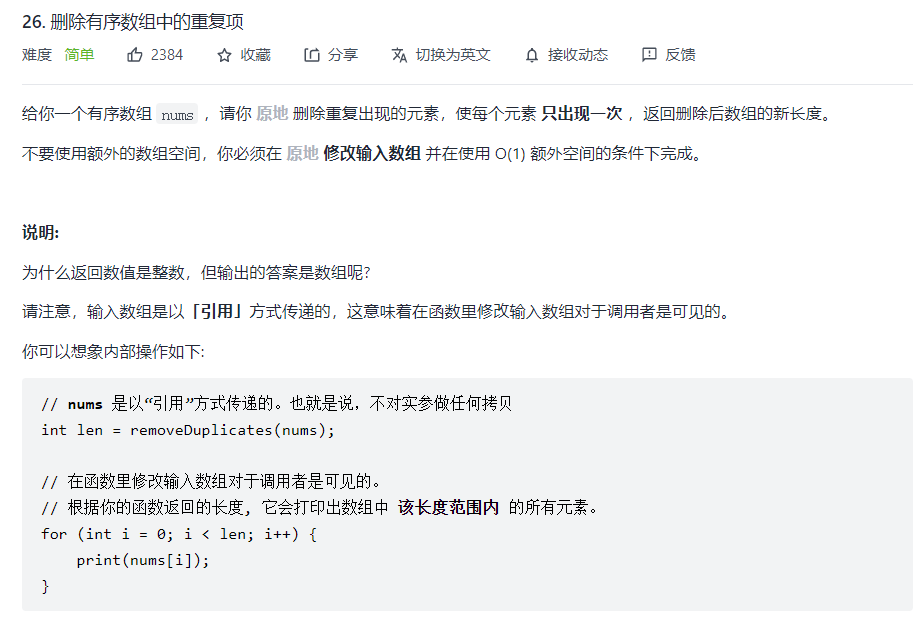 26. 删除有序数组中的重复项
难度 简单 2384 收藏 分享 切换为英文 接收动态 反馈
给你一个有序数组 nums ，请你 原地 删除重复出现的元素，使每个元素 只出现一次 ，返回删除后数组的新长度。
不要使用额外的数组空间，你必须在 原地 修改输入数组 并在使用 O(1) 额外空间的条件下完成。
说明:
为什么返回数值是整数，但输出的答案是数组呢?
请注意，输入数组是以「引用」方式传递的，这意味着在函数里修改输入数组对于调用者是可见的。
你可以想象内部操作如下:
// nums 是以“引用”方式传递的。也就是说，不对实参做任何拷贝
int len = removeDuplicates(nums);
// 在函数里修改输入数组对于调用者是可见的。
// 根据你的函数返回的长度, 它会打印出数组中 该长度范围内 的所有元素。
for (int i = 0; i < len; i++) {
    print(nums[i]);
}